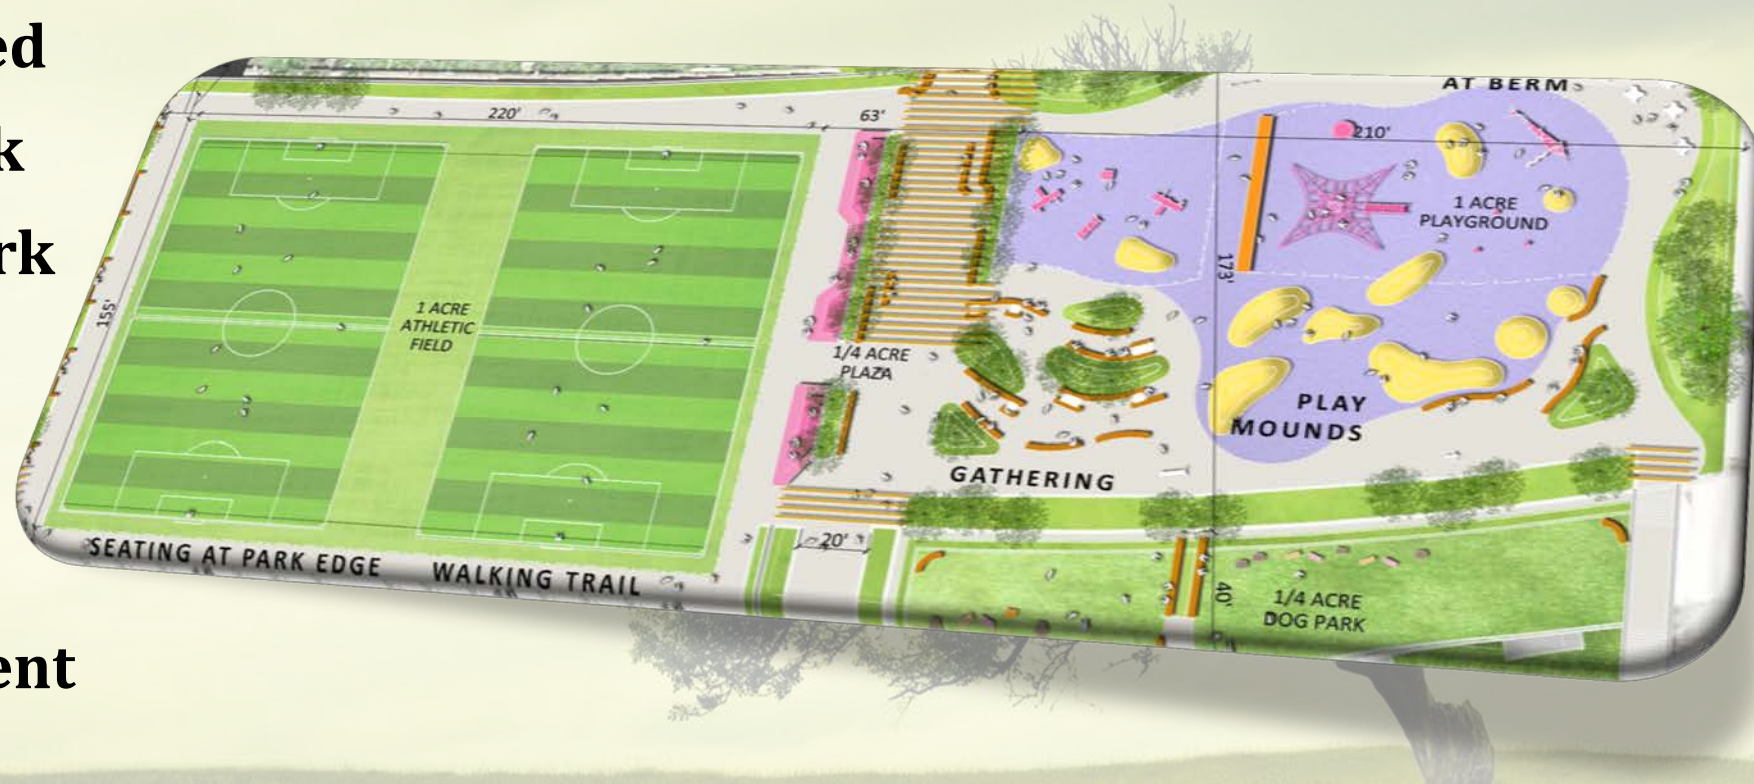 ed
k
rk
ent
AT BERM
220'
63'
210'
1 ACRE
PLAYGROUND
173'
155'
1 ACRE
ATHLETIC
FIELD
1/4 ACRE
PLAZA
PLAY
MOUNDS
GATHERING
SEATING AT PARK EDGE
WALKING TRAIL
20'
40'
1/4 ACRE
DOG PARK